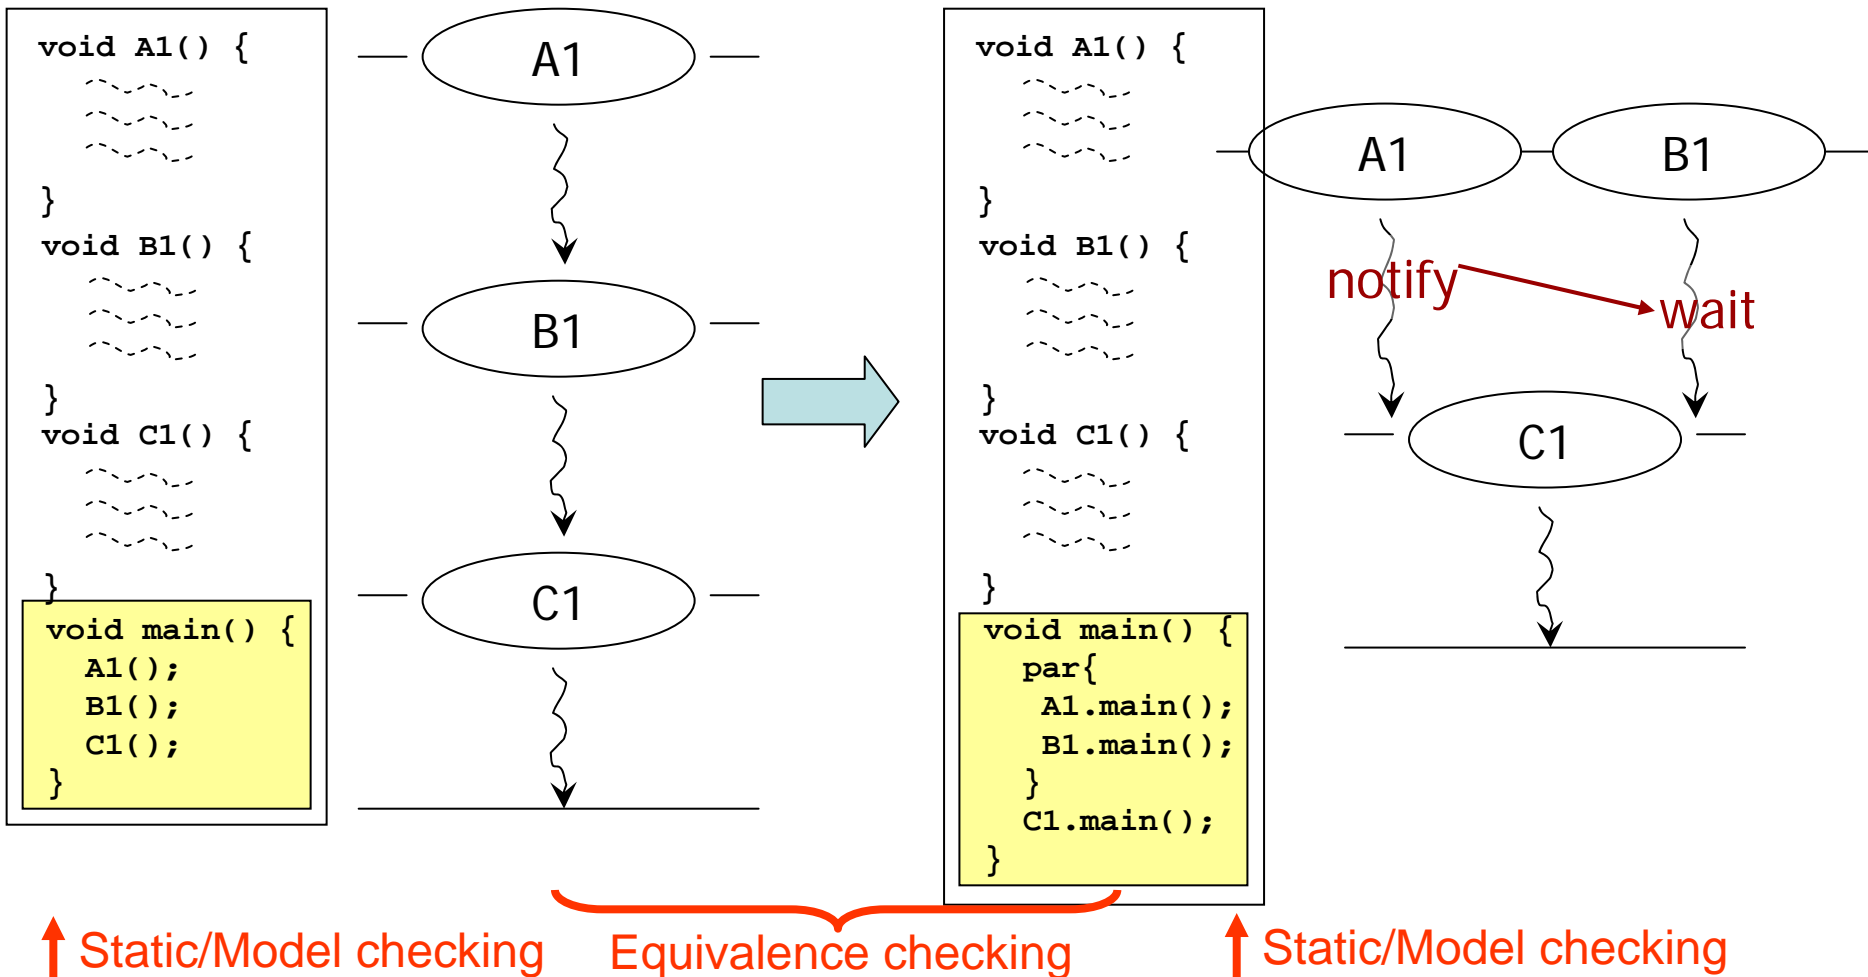 void A1() {
}
void B1() {
}
void C1() {
}
void main() {
A1();
B1();
C1();
}
A1
B1
C1
void A1() {
}
void B1() {
}
void C1() {
}
void main() {
par{
A1.main();
B1.main();
}
C1.main();
}
A1
B1
notify
wait
C1
Static/Model checking
Equivalence checking
Static/Model checking